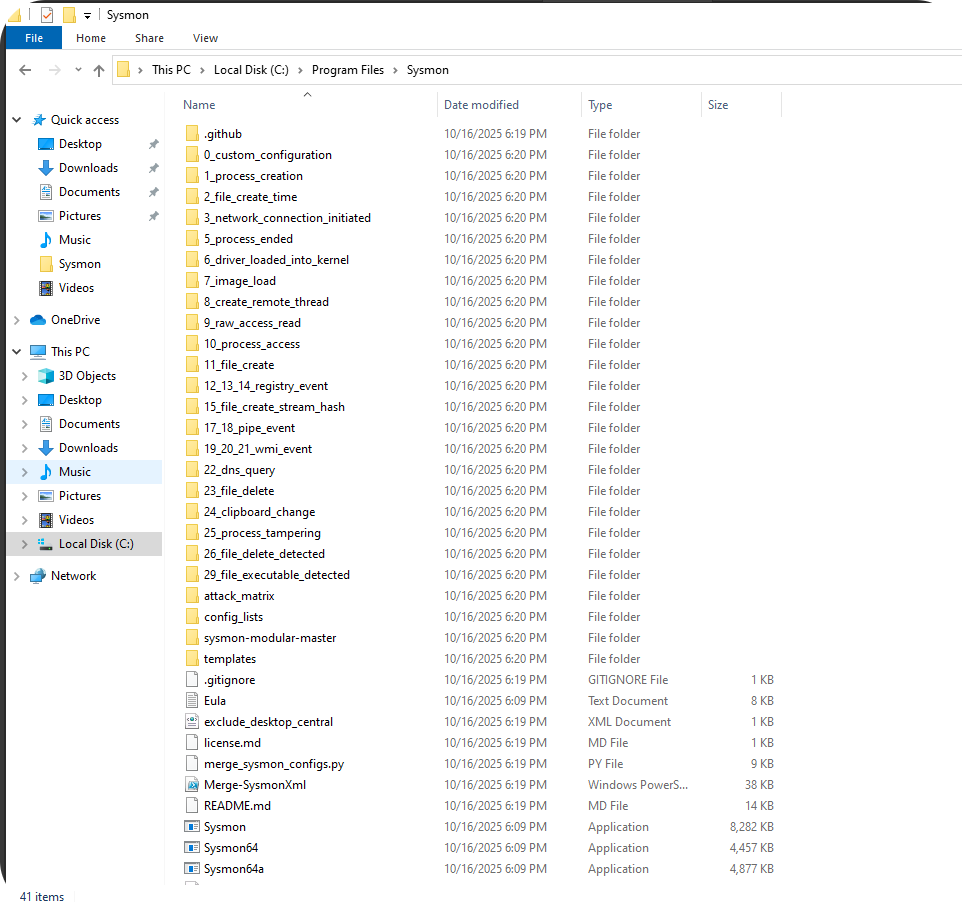 Sysmon
File Home Share View
This PC Local Disk (C:) Program Files Sysmon
Name Date modified Type Size
Quick access
Desktop
Downloads
Documents
Pictures
Music
Sysmon
Videos
OneDrive
This PC
3D Objects
Desktop
Documents
Downloads
Music
Pictures
Videos
Local Disk (C:)
Network
.github 10/16/2025 6:19 PM File folder
0_custom_configuration 10/16/2025 6:20 PM File folder
1_process_creation 10/16/2025 6:20 PM File folder
2_file_create_time 10/16/2025 6:20 PM File folder
3_network_connection_initiated 10/16/2025 6:20 PM File folder
5_process_ended 10/16/2025 6:20 PM File folder
6_driver_loaded_into_kernel 10/16/2025 6:20 PM File folder
7_image_load 10/16/2025 6:20 PM File folder
8_create_remote_thread 10/16/2025 6:20 PM File folder
9_raw_access_read 10/16/2025 6:20 PM File folder
10_process_access 10/16/2025 6:20 PM File folder
11_file_create 10/16/2025 6:20 PM File folder
12_13_14_registry_event 10/16/2025 6:20 PM File folder
15_file_create_stream_hash 10/16/2025 6:20 PM File folder
17_18_pipe_event 10/16/2025 6:20 PM File folder
19_20_21_wmi_event 10/16/2025 6:20 PM File folder
22_dns_query 10/16/2025 6:20 PM File folder
23_file_delete 10/16/2025 6:20 PM File folder
24_clipboard_change 10/16/2025 6:20 PM File folder
25_process_tampering 10/16/2025 6:20 PM File folder
26_file_delete_detected 10/16/2025 6:20 PM File folder
29_file_executable_detected 10/16/2025 6:20 PM File folder
attack_matrix 10/16/2025 6:20 PM File folder
config_lists 10/16/2025 6:20 PM File folder
sysmon-modular-master 10/16/2025 6:20 PM File folder
templates 10/16/2025 6:20 PM File folder
.gitignore 10/16/2025 6:19 PM GITIGNORE File 1 KB
Eula 10/16/2025 6:09 PM Text Document 8 KB
exclude_desktop_central 10/16/2025 6:19 PM XML Document 1 KB
license.md 10/16/2025 6:19 PM MD File 1 KB
merge_sysmon_configs.py 10/16/2025 6:19 PM PY File 9 KB
Merge-SysmonXml 10/16/2025 6:19 PM Windows PowerS... 38 KB
README.md 10/16/2025 6:19 PM MD File 14 KB
Sysmon 10/16/2025 6:09 PM Application 8,282 KB
Sysmon64 10/16/2025 6:09 PM Application 4,457 KB
Sysmon64a 10/16/2025 6:09 PM Application 4,877 KB
41 items